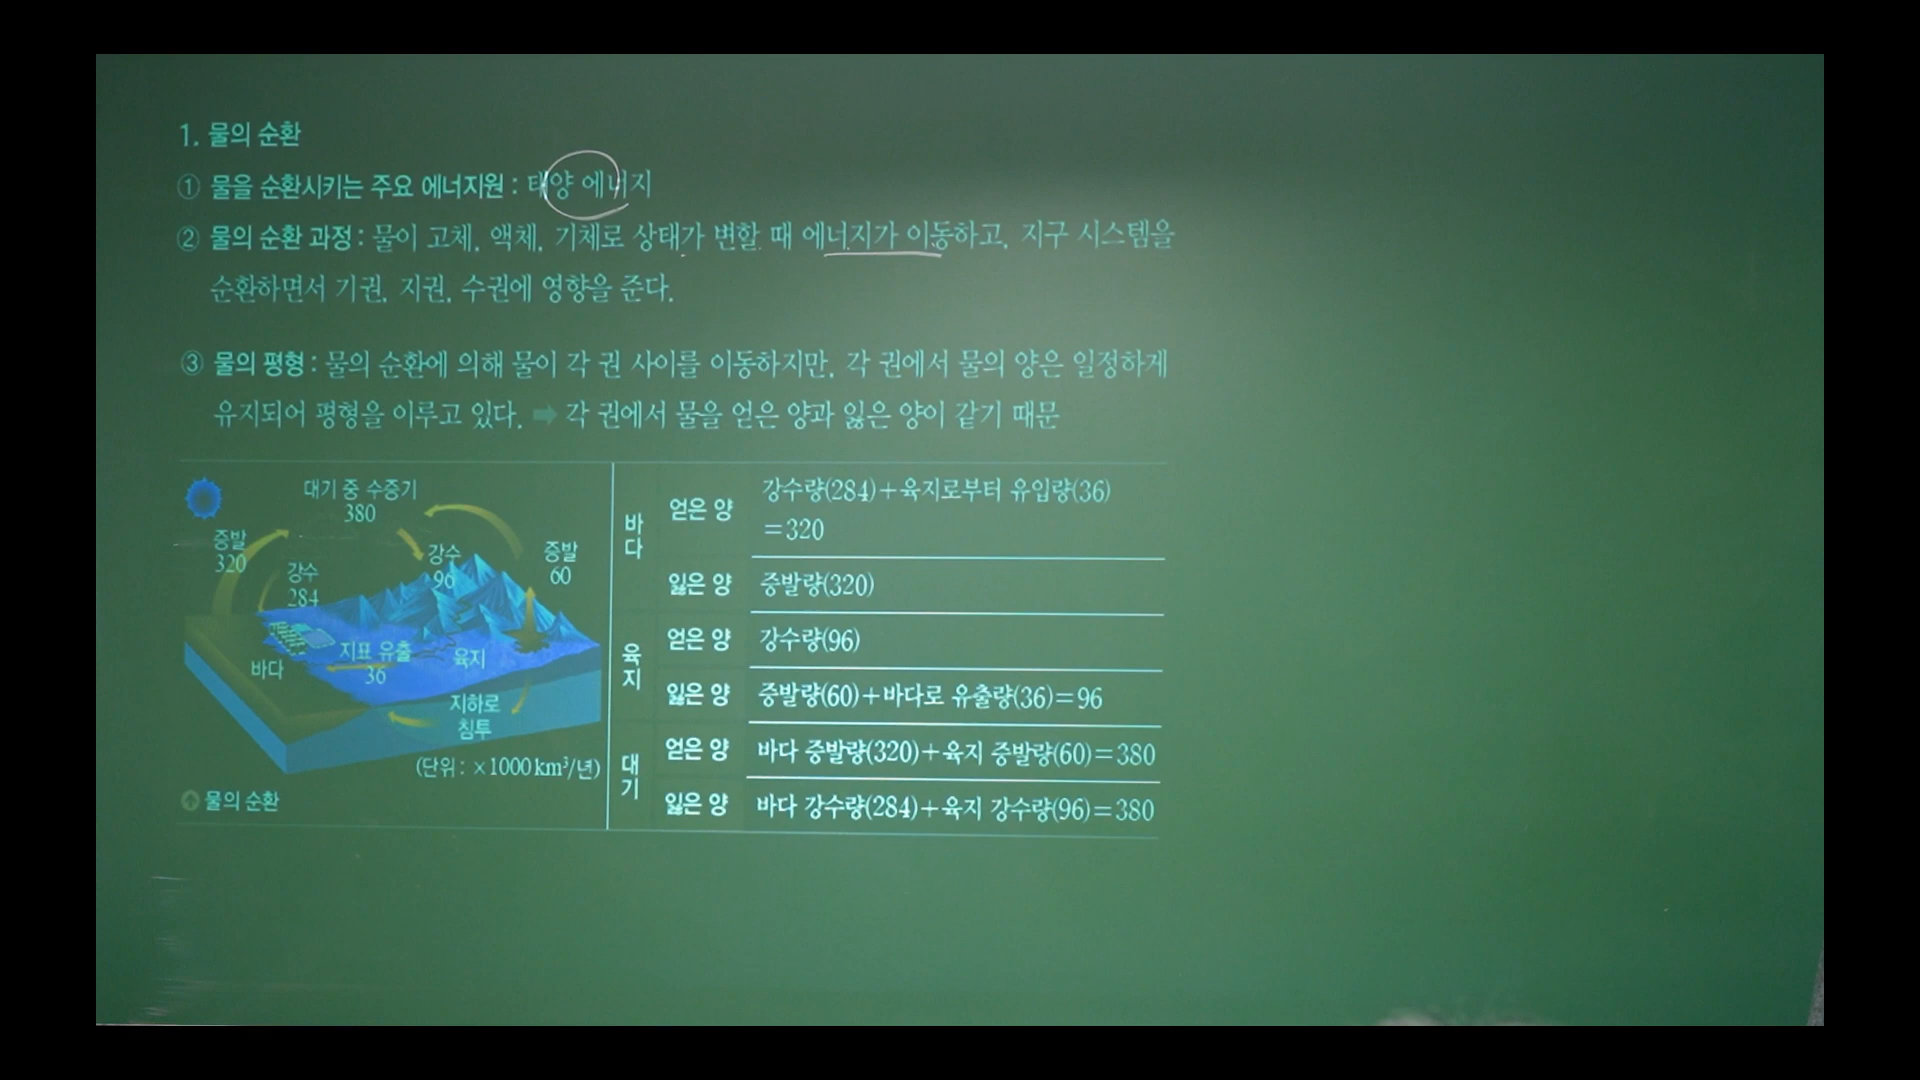 1. 물의 순환
① 물을 순환시키는 주요 에너지원 : 태양 에너지
② 물의 순환 과정 : 물이 고체, 액체, 기체로 상태가 변할 때 에너지가 이동하고, 지구 시스템을
순환하면서 기권, 지권, 수권에 영향을 준다.
③ 물의 평형 : 물의 순환에 의해 물이 각 권 사이를 이동하지만, 각 권에서 물의 양은 일정하게
유지되어 평형을 이루고 있다. ➡ 각 권에서 물을 얻은 양과 잃은 양이 같기 때문
대기 중 수증기
380
증발
320
강수
284
강수
96
증발
60
바다
지표 유출
36
육지
지하로
침투
(단위 : ×1000km³/년)
물의 순환
바다
얻은 양
강수량(284)+육지로부터 유입량(36)
=320
잃은 양
증발량(320)
육지
얻은 양
강수량(96)
잃은 양
증발량(60)+바다로 유출량(36)=96
대기
얻은 양
바다 증발량(320)+육지 증발량(60)=380
잃은 양
바다 강수량(284)+육지 강수량(96)=380